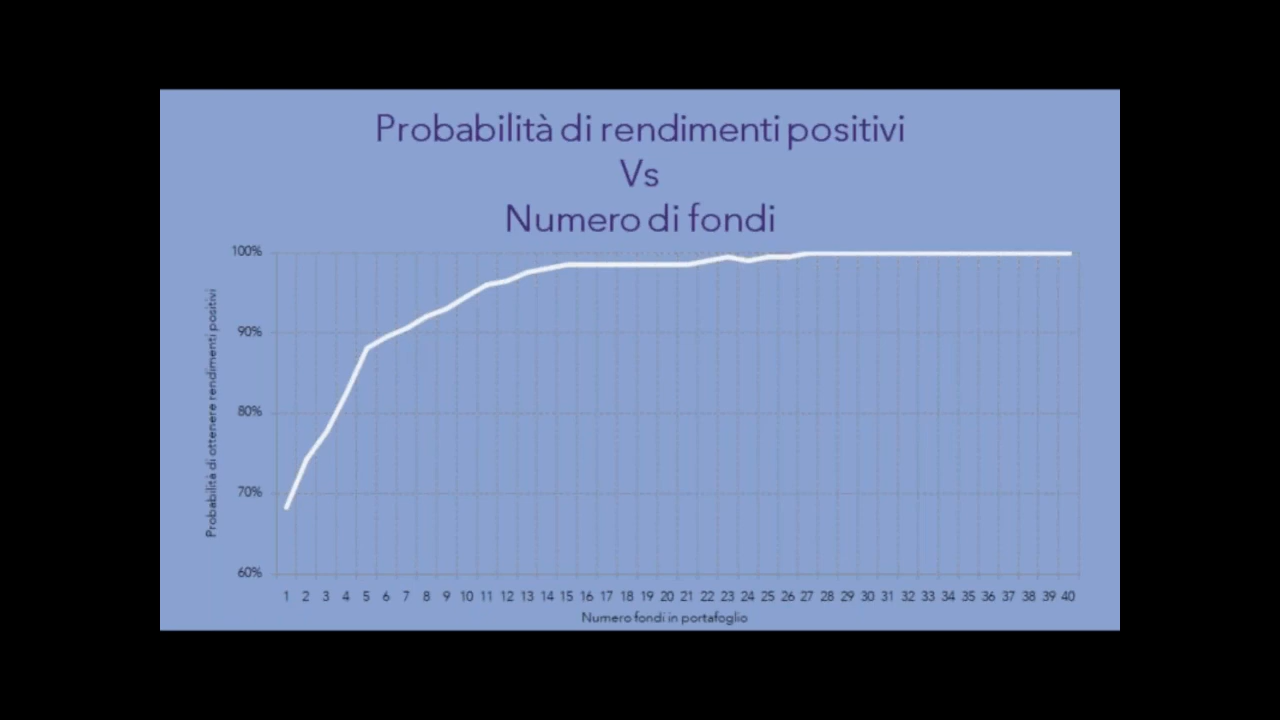 Probabilità di rendimenti positivi
Vs
Numero di fondi
100%
90%
80%
70%
60%
Probabilità di ottenere rendimenti positivi
1 2 3 4 5 6 7 8 9 10 11 12 13 14 15 16 17 18 19 20 21 22 23 24 25 26 27 28 29 30 31 32 33 34 35 36 37 38 39 40
Numero fondi in portafoglio